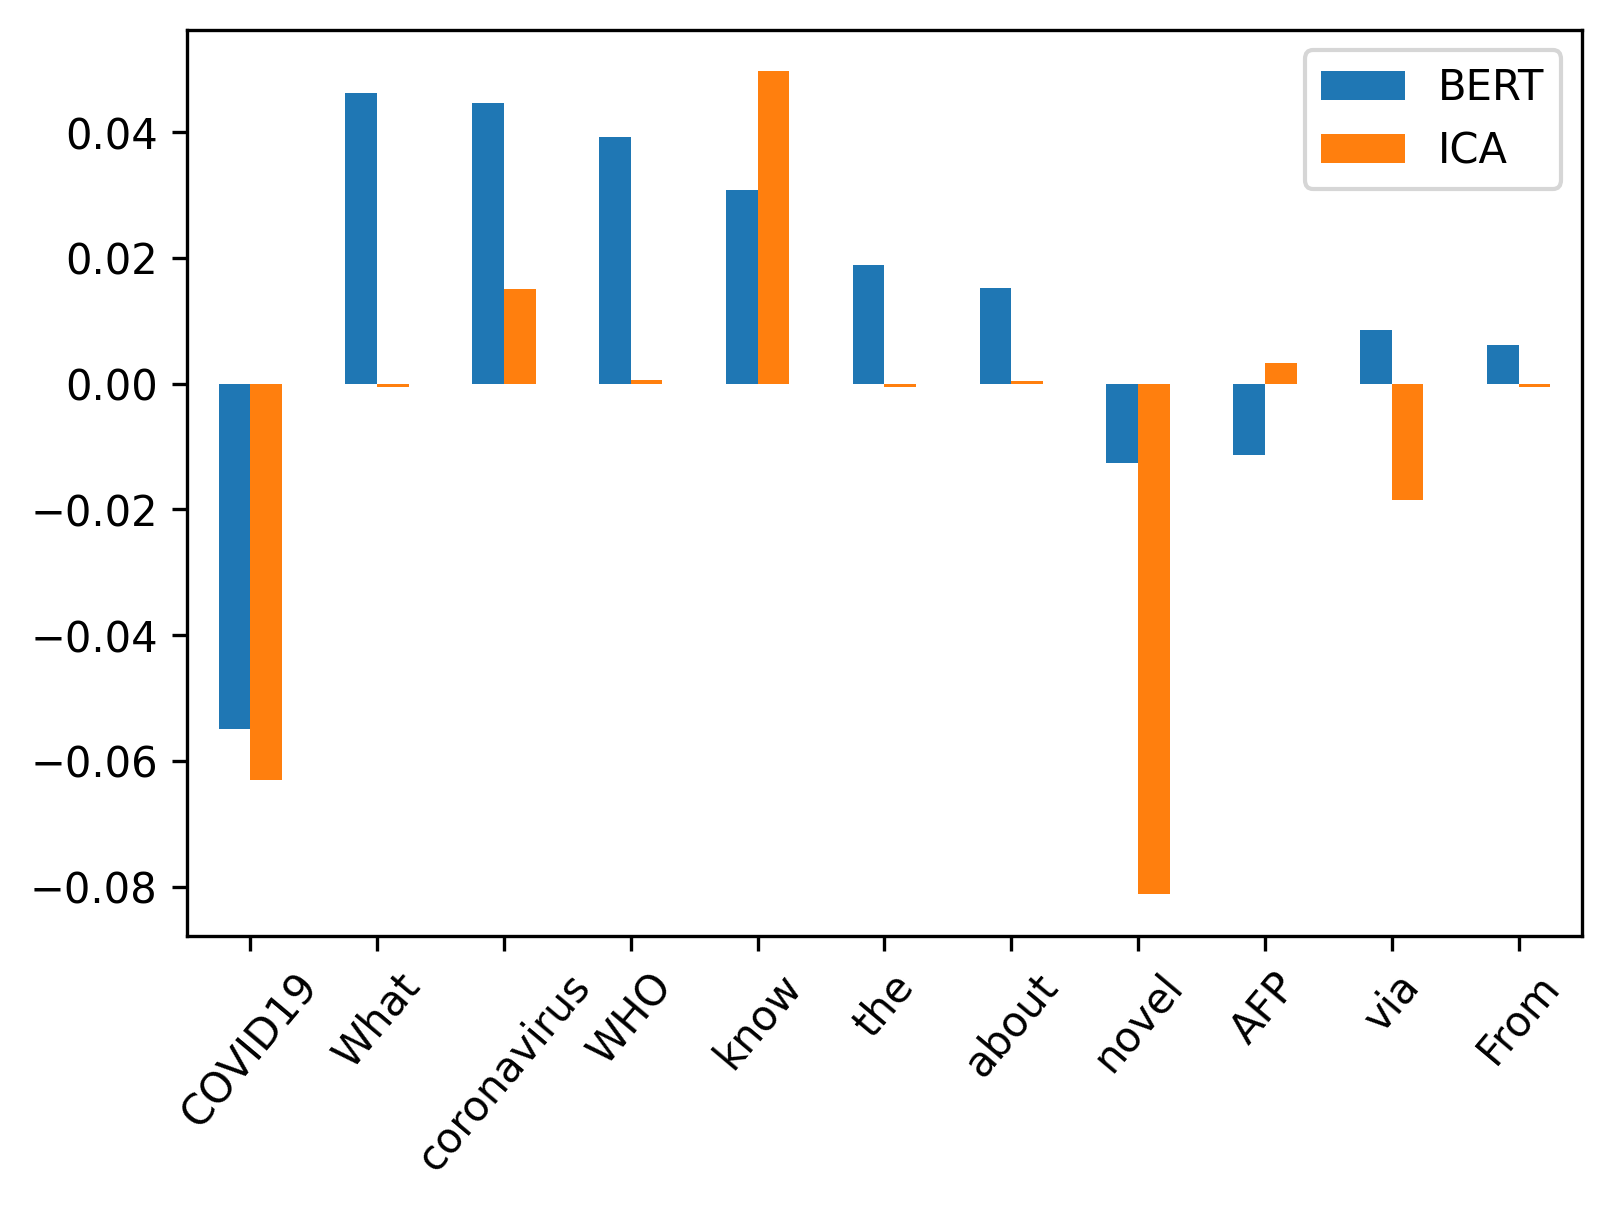 BERT
ICA
0.04
0.02
0.00
−0.02
−0.04
−0.06
−0.08
COVID19
What
coronavirus
WHO
know
the
about
novel
AFP
via
From